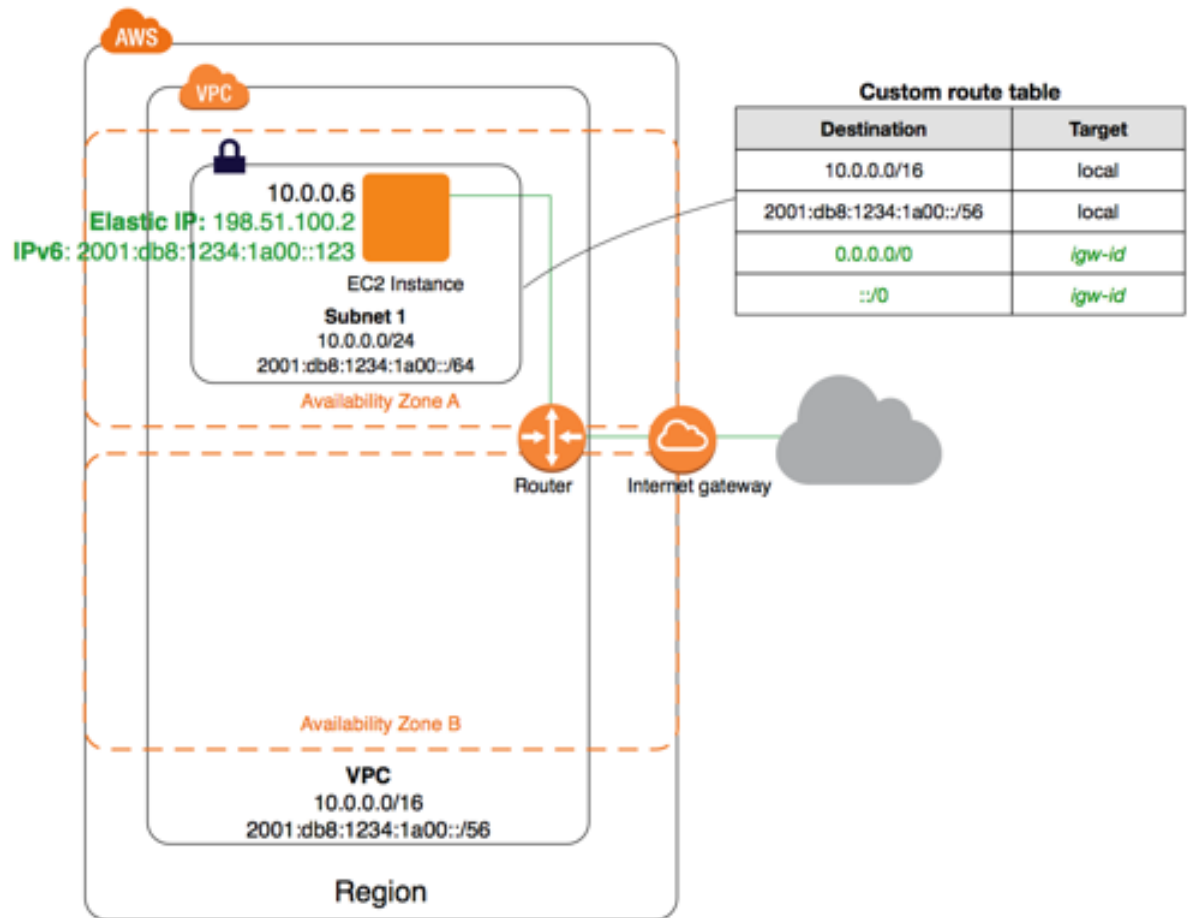 AWS
VPC
Custom route table
Destination Target
10.0.0.0/16 local
2001:db8:1234:1a00::/56 local
0.0.0.0/0 igw-id
::/0 igw-id
10.0.0.6
Elastic IP: 198.51.100.2
IPv6: 2001:db8:1234:1a00::123
EC2 Instance
Subnet 1
10.0.0.0/24
2001:db8:1234:1a00::/64
Availability Zone A
Router
Internet gateway
Availability Zone B
VPC
10.0.0.0/16
2001:db8:1234:1a00::/56
Region